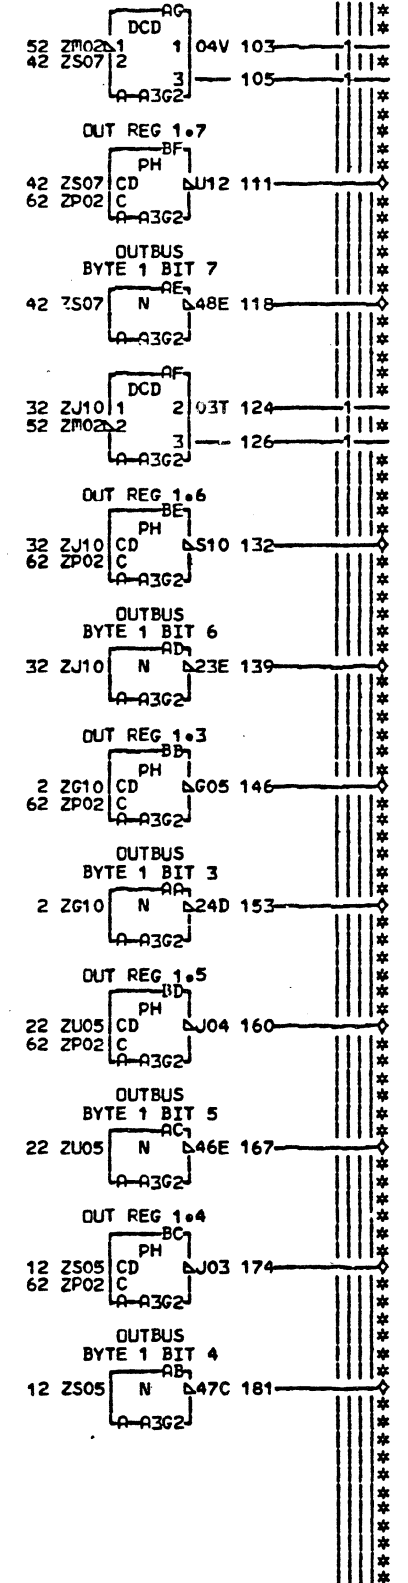 AG
DCD
52 ZM02 1 1 04V 103 1
42 ZS07 2
3 105 1
A A3G2
OUT REG 1.7
BF
PH
42 ZS07 CD U12 111
62 ZP02 C
A A3G2
OUTBUS
BYTE 1 BIT 7
AE
42 ZS07 N 48E 118
A A3G2
AF
DCD
32 ZJ10 1 2 03T 124 1
52 ZM02 2
3 126 1
A A3G2
OUT REG 1.6
BE
PH
32 ZJ10 CD S10 132
62 ZP02 C
A A3G2
OUTBUS
BYTE 1 BIT 6
AD
32 ZJ10 N 23E 139
A A3G2
OUT REG 1.3
BB
PH
2 ZG10 CD G05 146
62 ZP02 C
A A3G2
OUTBUS
BYTE 1 BIT 3
AA
2 ZG10 N 24D 153
A A3G2
OUT REG 1.5
BD
PH
22 ZU05 CD J04 160
62 ZP02 C
A A3G2
OUTBUS
BYTE 1 BIT 5
AC
22 ZU05 N 46E 167
A A3G2
OUT REG 1.4
BC
PH
12 ZS05 CD J03 174
62 ZP02 C
A A3G2
OUTBUS
BYTE 1 BIT 4
AB
12 ZS05 N 47C 181
A A3G2